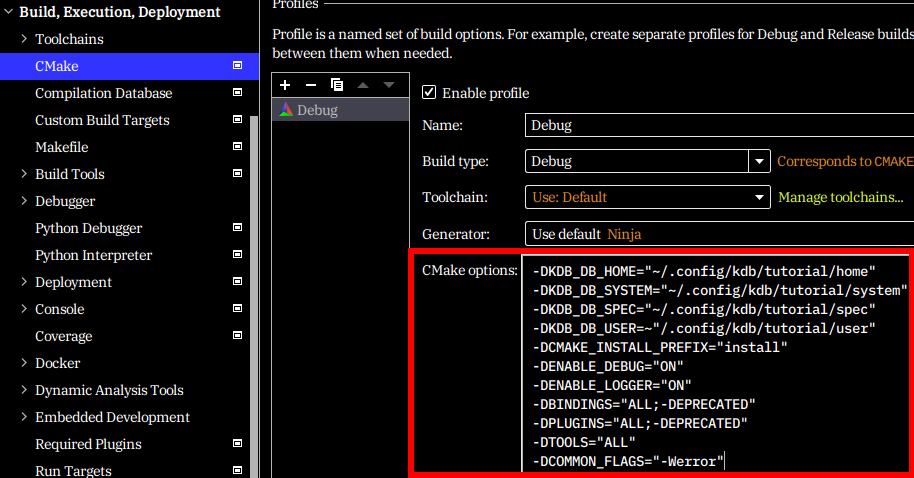 Build, Execution, Deployment
Toolchains
CMake
Compilation Database
Custom Build Targets
Makefile
Build Tools
Debugger
Python Debugger
Python Interpreter
Deployment
Console
Coverage
Docker
Dynamic Analysis Tools
Embedded Development
Required Plugins
Run Targets
Profiles
Profile is a named set of build options. For example, create separate profiles for Debug and Release builds
between them when needed.
Debug
Enable profile
Name: Debug
Build type: Debug Corresponds to CMAKE
Toolchain: Use: Default Manage toolchains...
Generator: Use default Ninja
CMake options: -DKDB_DB_HOME="~/.config/kdb/tutorial/home"
-DKDB_DB_SYSTEM="~/.config/kdb/tutorial/system"
-DKDB_DB_SPEC="~/.config/kdb/tutorial/spec"
-DKDB_DB_USER=~"/.config/kdb/tutorial/user"
-DCMAKE_INSTALL_PREFIX="install"
-DENABLE_DEBUG="ON"
-DENABLE_LOGGER="ON"
-DBINDINGS="ALL;-DEPRECATED"
-DPLUGINS="ALL;-DEPRECATED"
-DTOOLS="ALL"
-DCOMMON_FLAGS="-Werror"